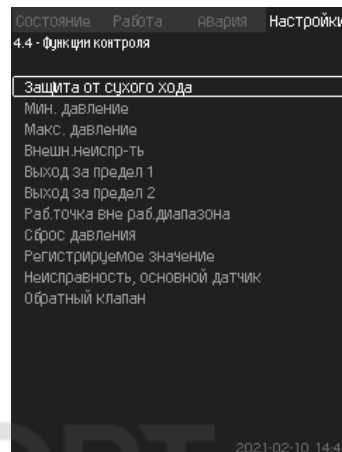 Состояние Работа Авария Настройки
4.4 - Функции контроля
Защита от сухого хода
Мин. давление
Макс. давление
Внешн.неиспр-ть
Выход за предел 1
Выход за предел 2
Раб.точка вне раб.диапазона
Сброс давления
Регистрируемое значение
Неисправность, основной датчик
Обратный клапан
2021-02-10 14:4